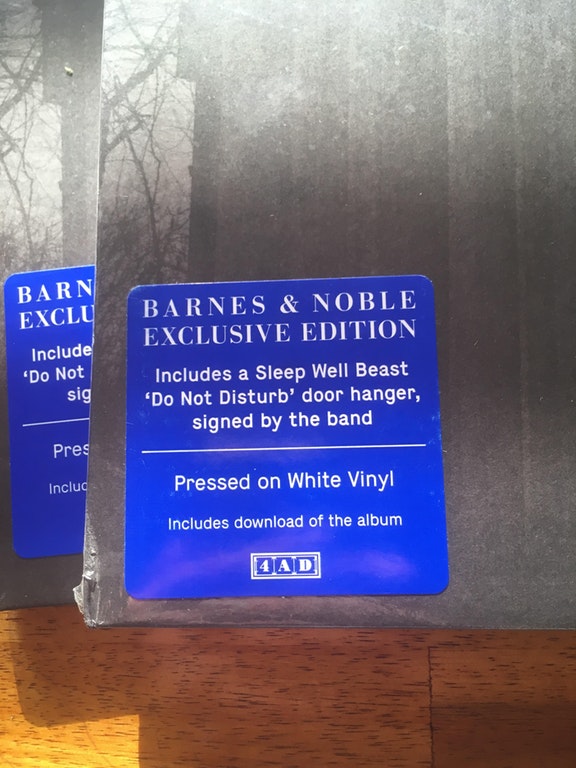 BARN
EXCLU
Include
'Do Not
sig
Pres
Includ
BARNES & NOBLE
EXCLUSIVE EDITION
Includes a Sleep Well Beast
'Do Not Disturb' door hanger,
signed by the band
Pressed on White Vinyl
Includes download of the album
4AD